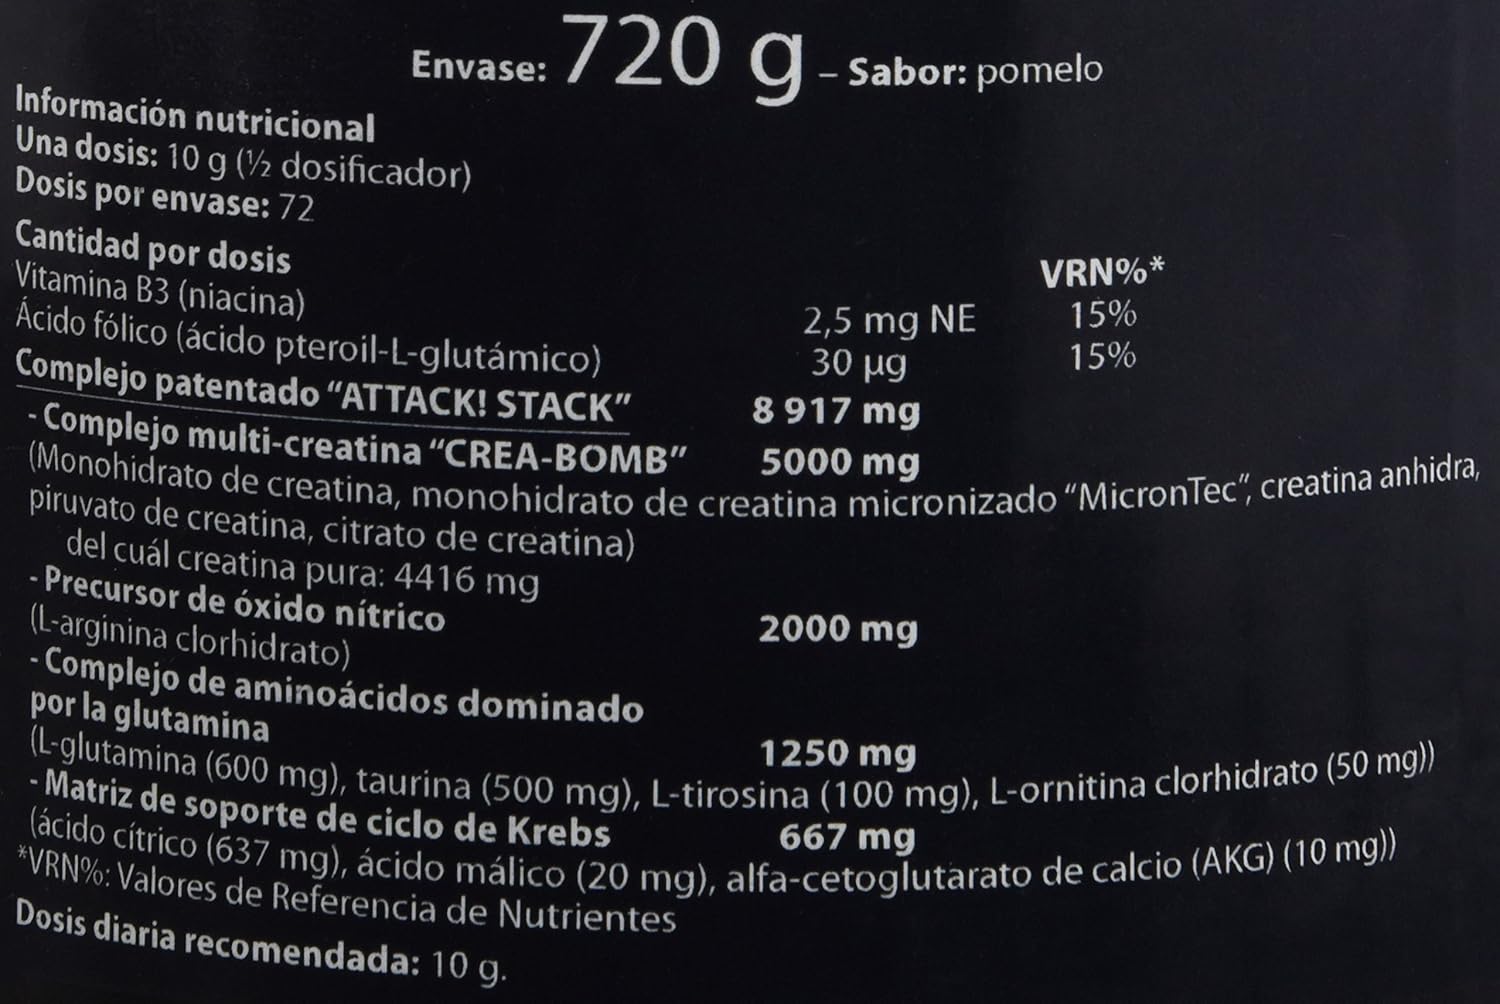 Envase: 720 g - Sabor: pomelo
Información nutricional
Una dosis: 10 g (½ dosificador)
Dosis por envase: 72
Cantidad por dosis VRN%*
Vitamina B3 (niacina) 2,5 mg NE 15%
Ácido fólico (ácido pteroil-L-glutámico) 30 µg 15%
Complejo patentado “ATTACK! STACK” 8 917 mg
- Complejo multi-creatina “CREA-BOMB” 5000 mg
(Monohidrato de creatina, monohidrato de creatina micronizado “MicronTec”, creatina anhidra,
piruvato de creatina, citrato de creatina)
del cuál creatina pura: 4416 mg
- Precursor de óxido nítrico 2000 mg
(L-arginina clorhidrato)
- Complejo de aminoácidos dominado
por la glutamina 1250 mg
(L-glutamina (600 mg), taurina (500 mg), L-tirosina (100 mg), L-ornitina clorhidrato (50 mg))
- Matriz de soporte de ciclo de Krebs 667 mg
(ácido cítrico (637 mg), ácido málico (20 mg), alfa-cetoglutarato de calcio (AKG) (10 mg))
*VRN%: Valores de Referencia de Nutrientes
Dosis diaria recomendada: 10 g.